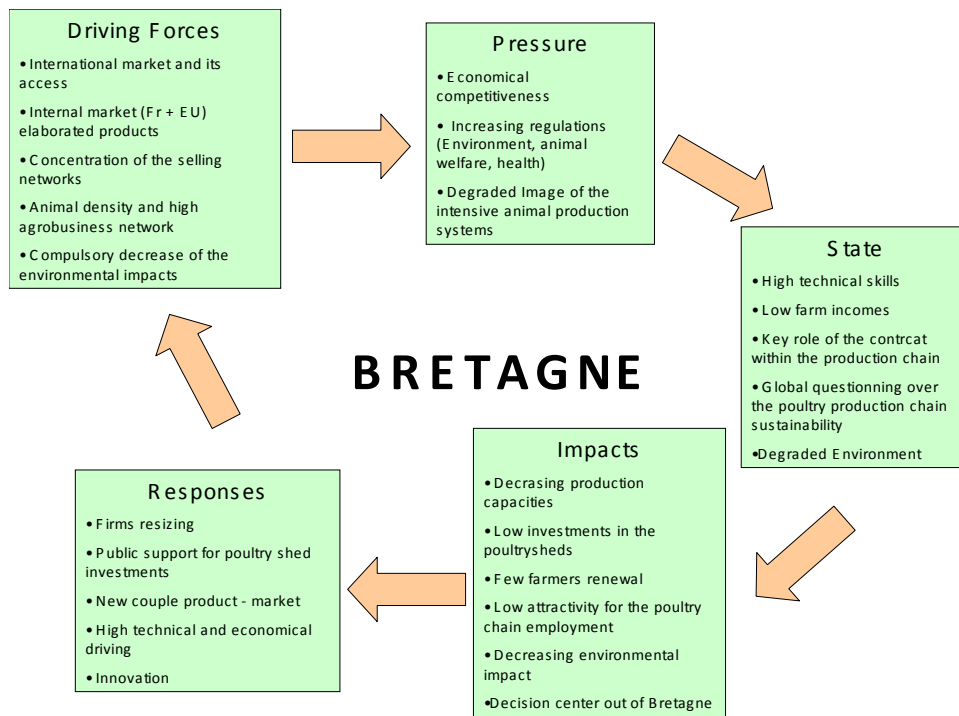 Driving Forces
• International market and its
access
• Internal market (Fr + EU)
elaborated products
• Concentration of the selling
networks
• Animal density and high
agrobusiness network
• Compulsory decrease of the
environmental impacts
Pressure
• Economical
competitiveness
• Increasing regulations
(Environment, animal
welfare, health)
• Degraded Image of the
intensive animal production
systems
State
• High technical skills
• Low farm incomes
• Key role of the contrcat
within the production chain
• Global questionning over
the poultry production chain
sustainability
• Degraded Environment
BRETAGNE
Impacts
• Decrasing production
capacities
• Low investments in the
poultrysheds
• Few farmers renewal
• Low attractivity for the poultry
chain employment
• Decreasing environmental
impact
• Decision center out of Bretagne
Responses
• Firms resizing
• Public support for poultry shed
investments
• New couple product - market
• High technical and economical
driving
• Innovation